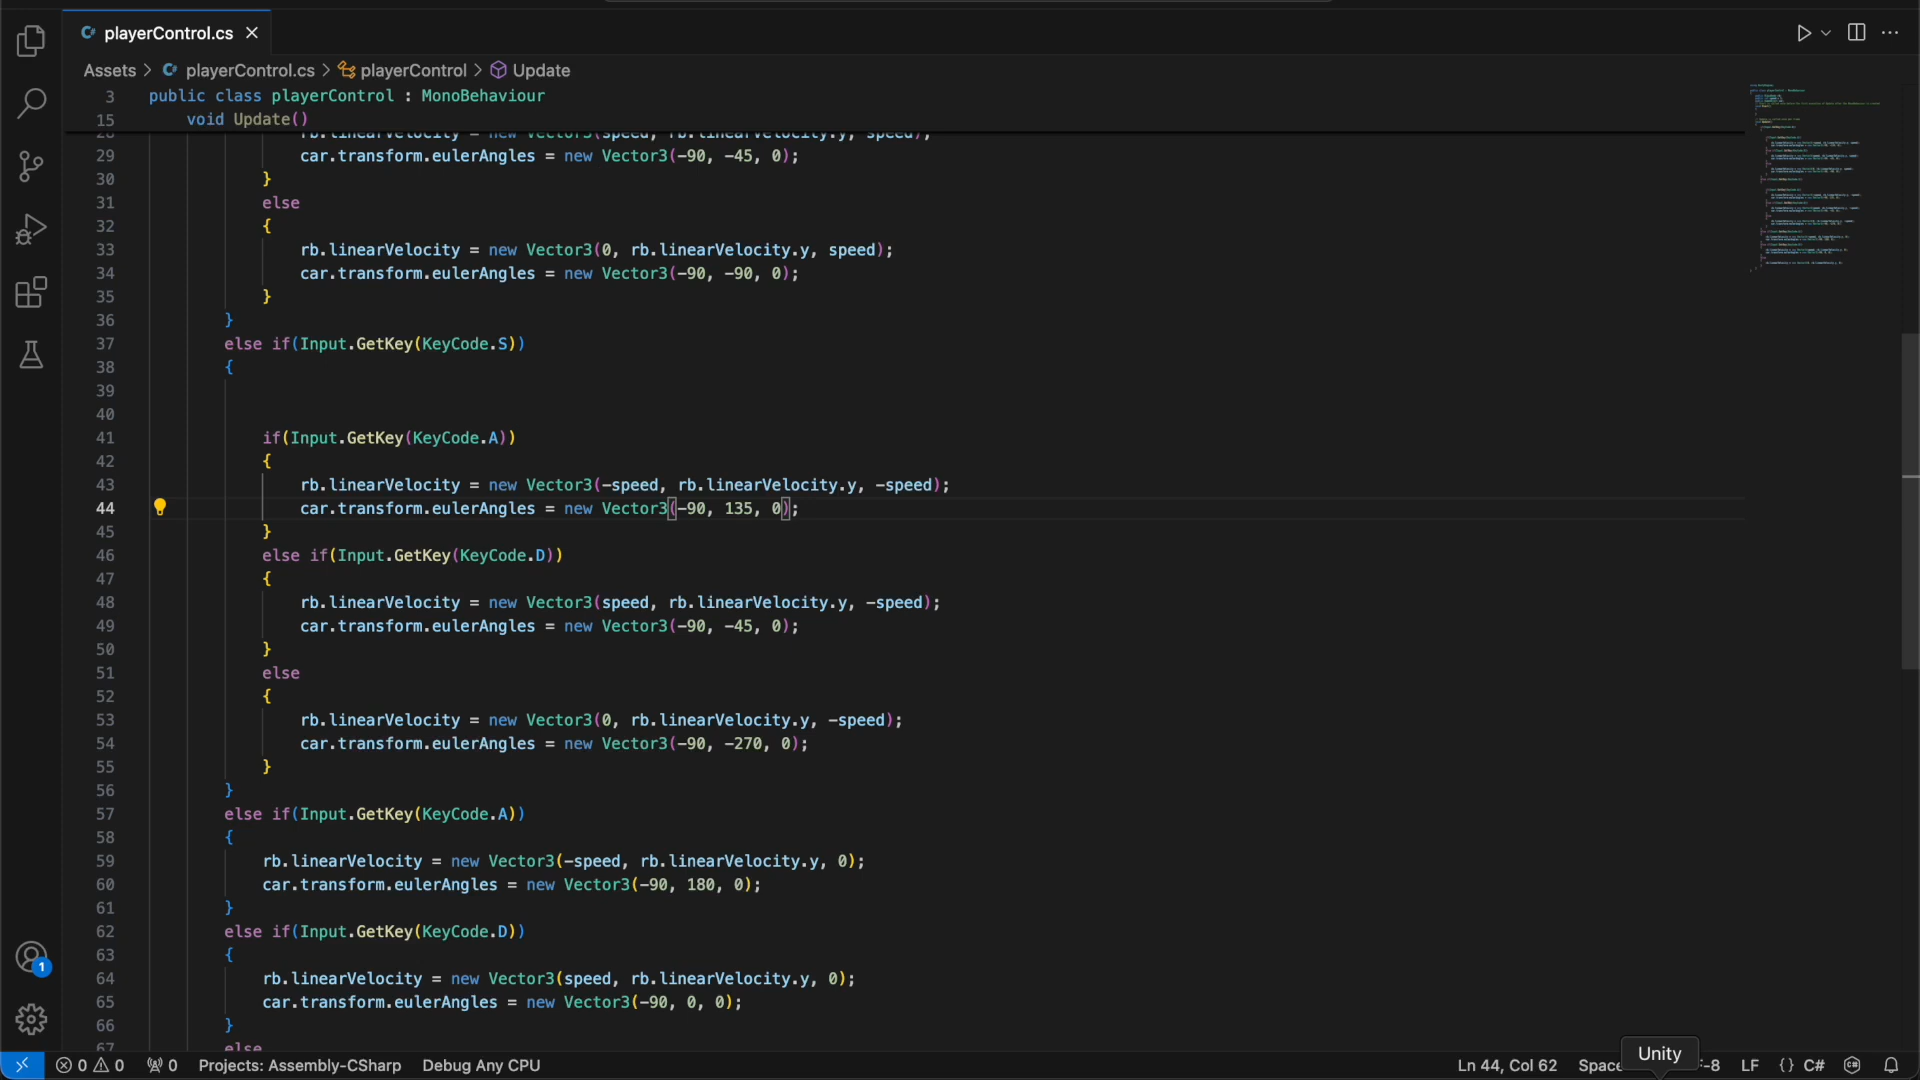 playerControl.cs
Assets > playerControl.cs > playerControl > Update
3 public class playerControl : MonoBehaviour
15 void Update()
28 rb.linearVelocity = new Vector3(speed, rb.linearVelocity.y, speed);
29 car.transform.eulerAngles = new Vector3(-90, -45, 0);
30 }
31 else
32 {
33 rb.linearVelocity = new Vector3(0, rb.linearVelocity.y, speed);
34 car.transform.eulerAngles = new Vector3(-90, -90, 0);
35 }
36 }
37 else if(Input.GetKey(KeyCode.S))
38 {
39
40
41 if(Input.GetKey(KeyCode.A))
42 {
43 rb.linearVelocity = new Vector3(-speed, rb.linearVelocity.y, -speed);
44 car.transform.eulerAngles = new Vector3(-90, 135, 0);
45 }
46 else if(Input.GetKey(KeyCode.D))
47 {
48 rb.linearVelocity = new Vector3(speed, rb.linearVelocity.y, -speed);
49 car.transform.eulerAngles = new Vector3(-90, -45, 0);
50 }
51 else
52 {
53 rb.linearVelocity = new Vector3(0, rb.linearVelocity.y, -speed);
54 car.transform.eulerAngles = new Vector3(-90, -270, 0);
55 }
56 }
57 else if(Input.GetKey(KeyCode.A))
58 {
59 rb.linearVelocity = new Vector3(-speed, rb.linearVelocity.y, 0);
60 car.transform.eulerAngles = new Vector3(-90, 180, 0);
61 }
62 else if(Input.GetKey(KeyCode.D))
63 {
64 rb.linearVelocity = new Vector3(speed, rb.linearVelocity.y, 0);
65 car.transform.eulerAngles = new Vector3(-90, 0, 0);
66 }
67 else
1
0 0 0 Projects: Assembly-CSharp Debug Any CPU Ln 44, Col 62 Space -8 LF {} C#
Unity